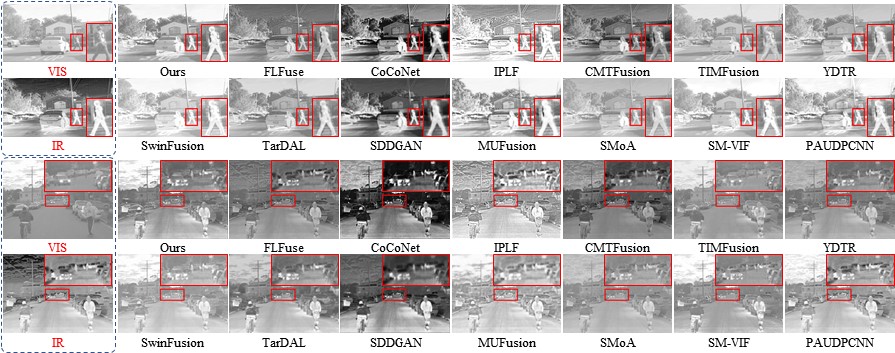 VIS Ours FLFuse CoCoNet IPLF CMTFusion TIMFusion YDTR
IR SwinFusion TarDAL SDDGAN MUFusion SMoA SM-VIF PAUDPCNN
VIS Ours FLFuse CoCoNet IPLF CMTFusion TIMFusion YDTR
IR SwinFusion TarDAL SDDGAN MUFusion SMoA SM-VIF PAUDPCNN